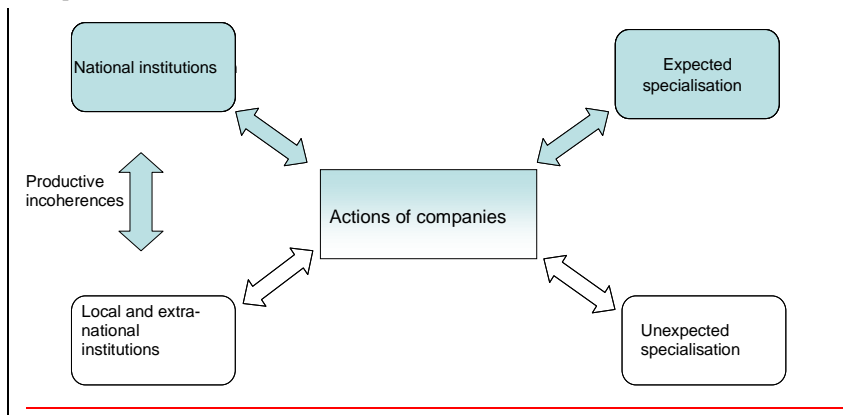 National institutions
Expected
specialisation
Productive
incoherences
Actions of companies
Local and extra-
national
institutions
Unexpected
specialisation